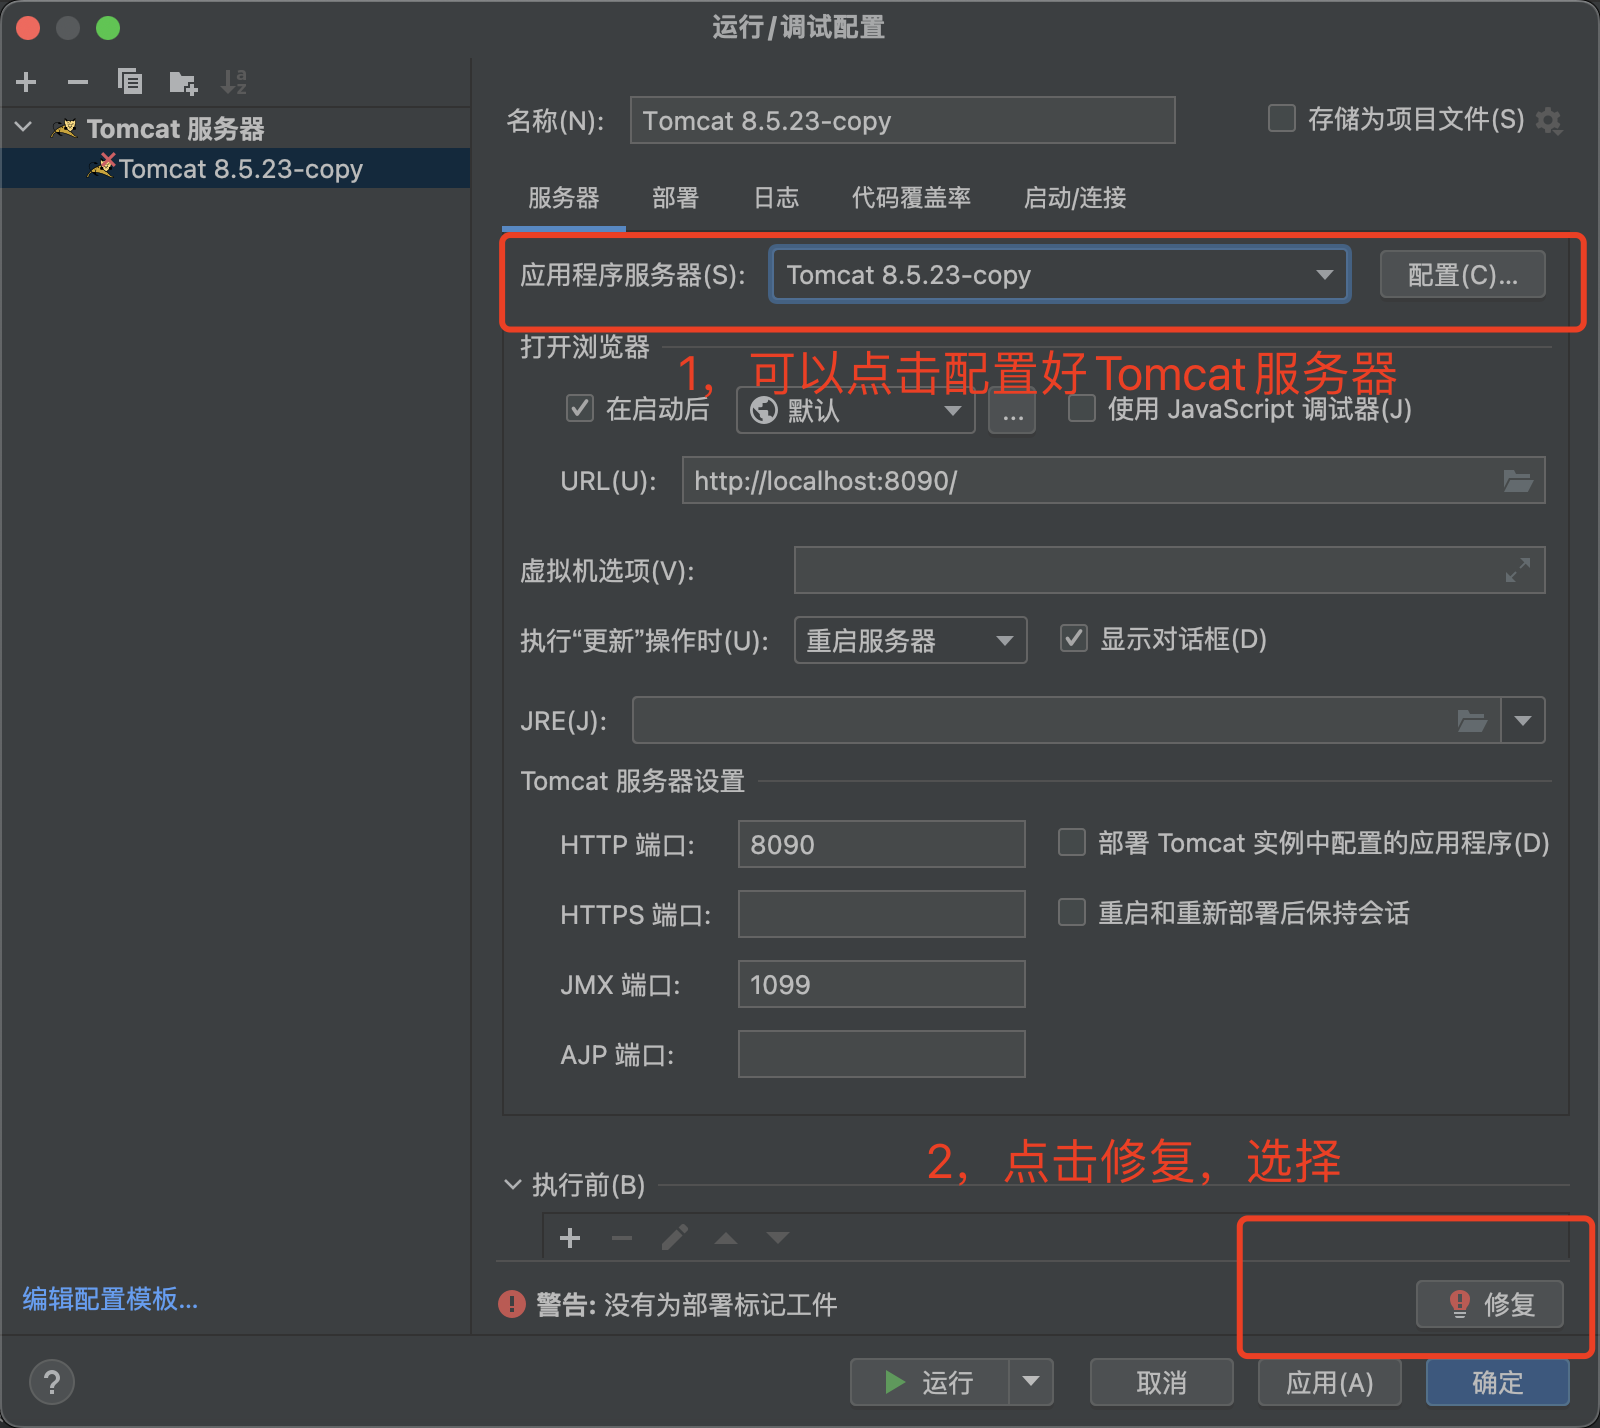 运行/调试配置
Tomcat 服务器
Tomcat 8.5.23-copy
编辑配置模板...
名称(N): Tomcat 8.5.23-copy 存储为项目文件(S)
服务器 部署 日志 代码覆盖率 启动/连接
应用程序服务器(S): Tomcat 8.5.23-copy 配置(C)...
打开浏览器
1，可以点击配置好Tomcat服务器
在启动后 默认 ... 使用 JavaScript 调试器(J)
URL(U): http://localhost:8090/
虚拟机选项(V):
执行“更新”操作时(U): 重启服务器 显示对话框(D)
JRE(J):
Tomcat 服务器设置
HTTP 端口: 8090 部署 Tomcat 实例中配置的应用程序(D)
HTTPS 端口: 重启和重新部署后保持会话
JMX 端口: 1099
AJP 端口:
2，点击修复，选择
执行前(B)
警告: 没有为部署标记工件 修复
? 运行 取消 应用(A) 确定